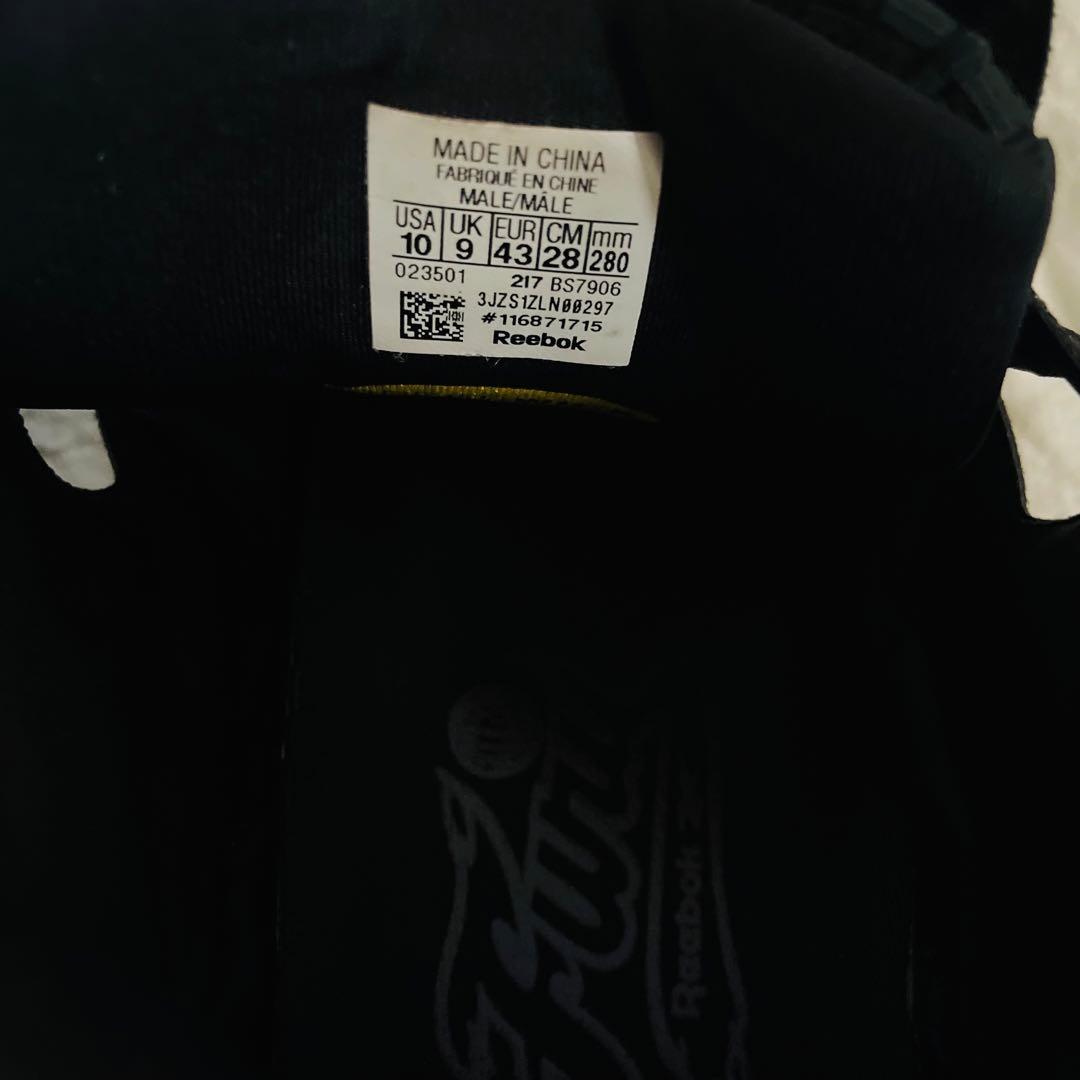 MADE IN CHINA
FABRIQUÉ EN CHINE
MALE/MÂLE
USA UK EUR CM mm
10 9 43 28 280
023501 217 BS7906
3JZS1ZLN00297
#116871715
Reebok
Fury
Reebok